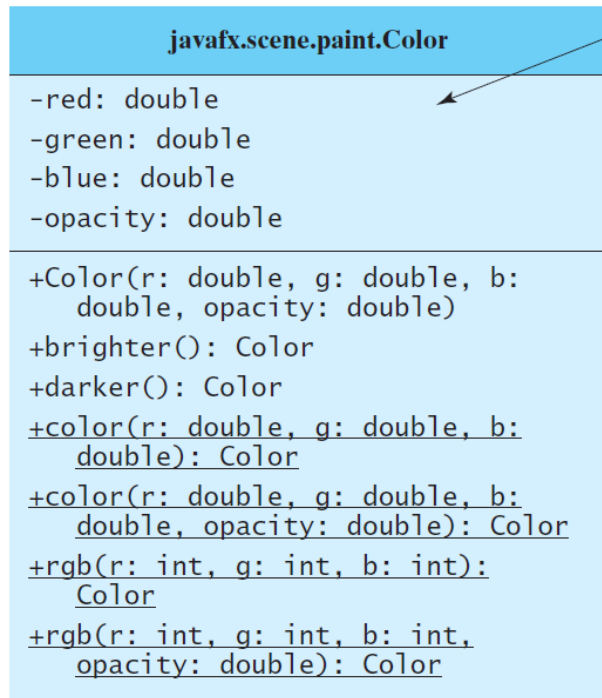 javafx.scene.paint.Color
-red: double
-green: double
-blue: double
-opacity: double
+Color(r: double, g: double, b:
double, opacity: double)
+brighter(): Color
+darker(): Color
+color(r: double, g: double, b:
double): Color
+color(r: double, g: double, b:
double, opacity: double): Color
+rgb(r: int, g: int, b: int):
Color
+rgb(r: int, g: int, b: int,
opacity: double): Color